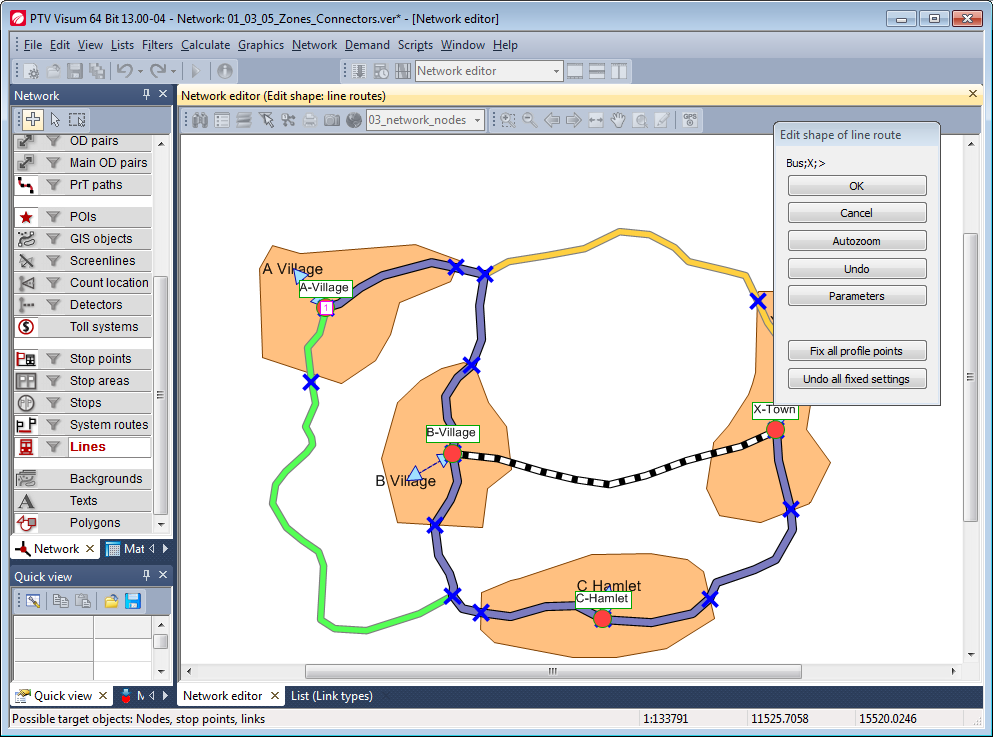 PTV Visum 64 Bit 13.00-04 - Network: 01_03_05_Zones_Connectors.ver* - [Network editor]
File Edit View Lists Filters Calculate Graphics Network Demand Scripts Window Help
Network editor
Network
Network editor (Edit shape: line routes)
03_network_nodes
GPS
OD pairs
Main OD pairs
PrT paths
POIs
GIS objects
Screenlines
Count location
Detectors
Toll systems
Stop points
Stop areas
Stops
System routes
Lines
Backgrounds
Texts
Polygons
Network
Mat
Quick view
Quick view
M
A Village
A-Village
1
B-Village
B Village
X-Town
C Hamlet
C-Hamlet
Edit shape of line route
Bus;X;>
OK
Cancel
Autozoom
Undo
Parameters
Fix all profile points
Undo all fixed settings
Network editor
List (Link types)
Possible target objects: Nodes, stop points, links
1:133791
11525.7058
15520.0246